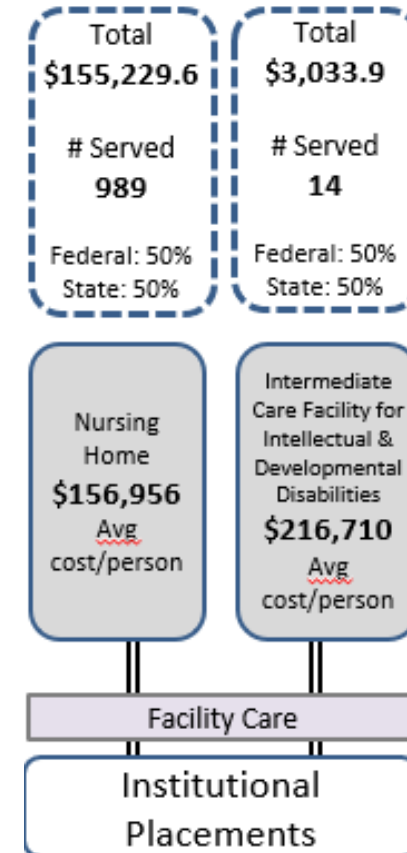 Total
$155,229.6
# Served
989
Federal: 50%
State: 50%
Total
$3,033.9
# Served
14
Federal: 50%
State: 50%
Nursing
Home
$156,956
Avg
cost/person
Intermediate
Care Facility for
Intellectual &
Developmental
Disabilities
$216,710
Avg
cost/person
Facility Care
Institutional
Placements